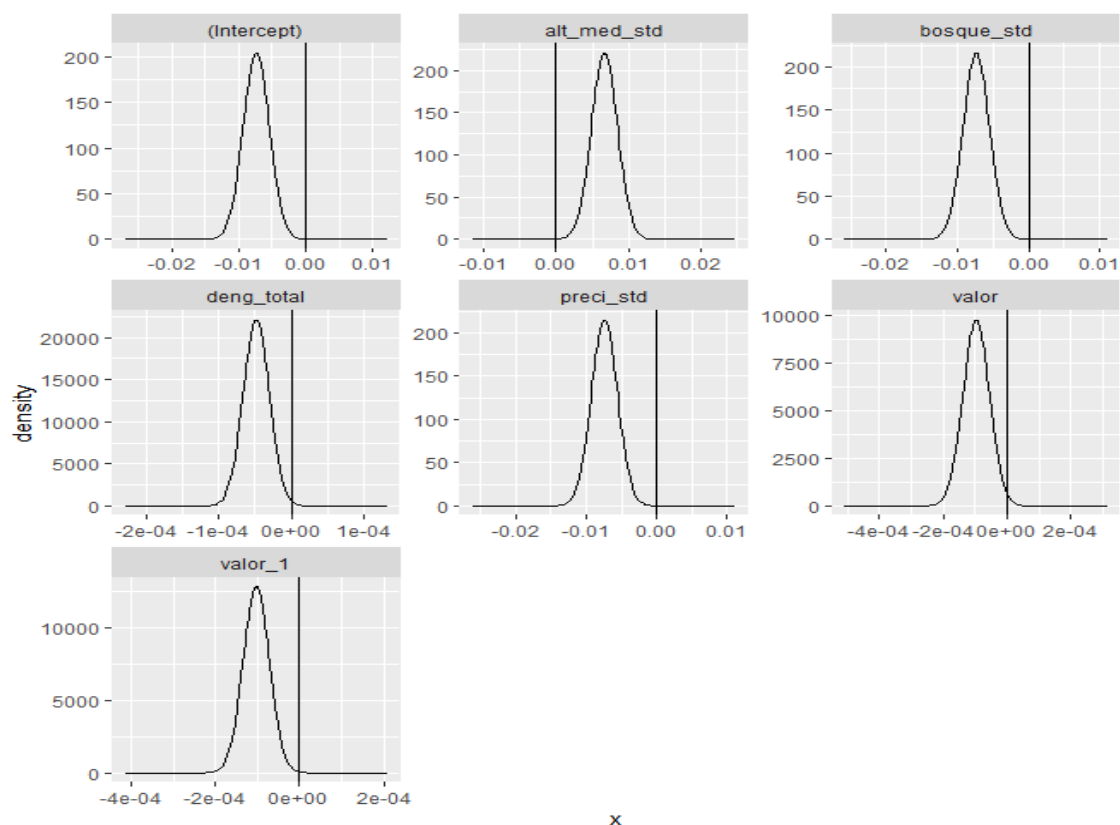 (Intercept)
alt_med_std
bosque_std
200
150
100
50
0
-0.02
-0.01
0.00
0.01
200
150
100
50
0
-0.01
0.00
0.01
0.02
200
150
100
50
0
-0.02
-0.01
0.00
0.01
deng_total
preci_std
valor
20000
15000
10000
5000
0
-2e-04
-1e-04
0e+00
1e-04
200
150
100
50
0
-0.02
-0.01
0.00
0.01
10000
7500
5000
2500
0
-4e-04
-2e-04
0e+00
2e-04
density
valor_1
10000
5000
0
-4e-04
-2e-04
0e+00
2e-04
x